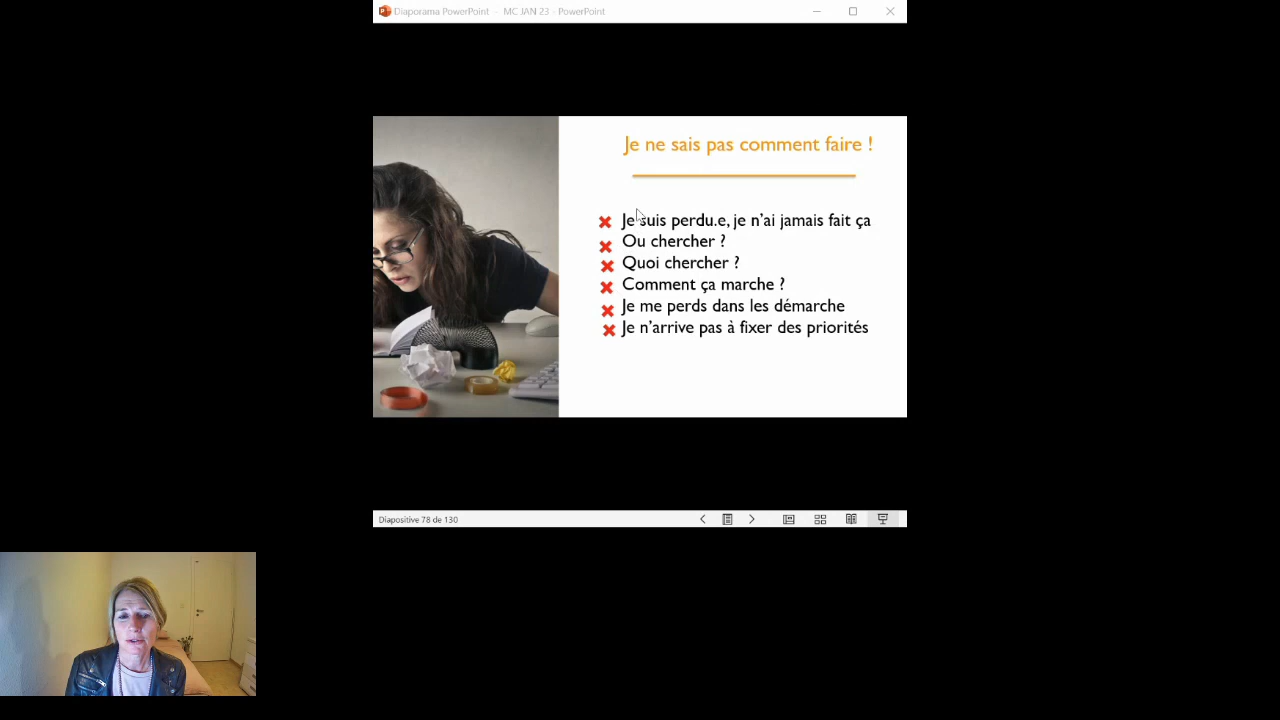 Diaporama PowerPoint - MC JAN 23 - PowerPoint
Je ne sais pas comment faire !
Je suis perdu.e, je n'ai jamais fait ça
Ou chercher ?
Quoi chercher ?
Comment ça marche ?
Je me perds dans les démarche
Je n'arrive pas à fixer des priorités
Diapositive 78 de 130